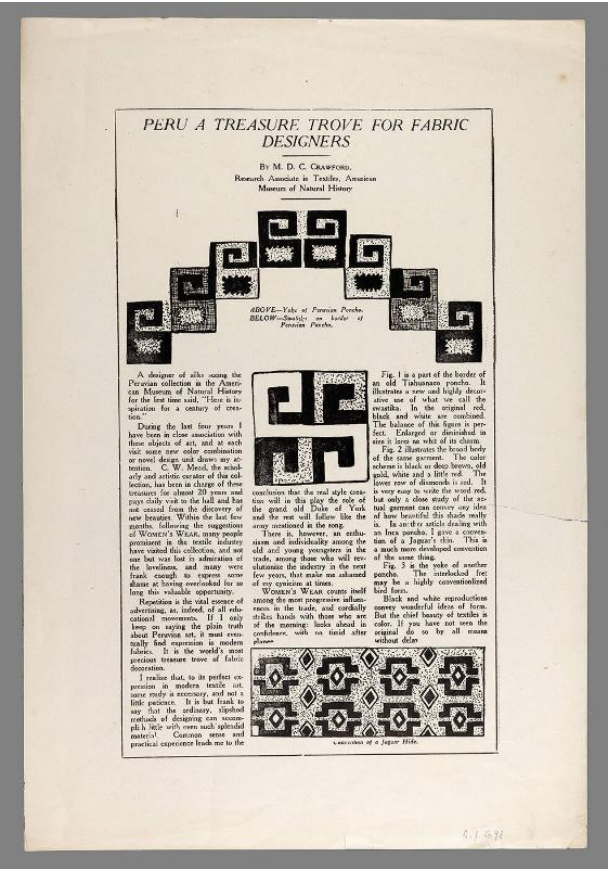 PERU A TREASURE TROVE FOR FABRIC
DESIGNERS
By M. D. C. CRAWFORD,
Research Associate in Textiles, American
Museum of Natural History
ABOVE—Yoke of Peruvian Poncho.
BELOW—Swastika on border of
Peruvian Poncho.
A designer of silks seeing the
Peruvian collection in the Ameri-
can Museum of Natural History
for the first time said, "Here is in-
spiration for a century of crea-
tion."
During the last four years I
have been in close association with
these objects of art, and at each
visit some new color combination
or novel design unit draws my at-
tention. C. W. Mead, the schol-
arly and artistic curator of this col-
lection, has been in charge of these
treasures for almost 20 years and
pays daily visit to the hall and has
not ceased from the discovery of
new beauties. Within the last few
months, following the suggestions
of WOMEN'S WEAR, many people
prominent in the textile industry
have visited this collection, and not
one but was lost in admiration of
the loveliness, and many were
frank enough to express some
shame at having overlooked for so
long this valuable opportunity.
Repetition is the vital essence of
advertising, as, indeed, of all edu-
cational movements. If I only
keep on saying the plain truth
about Peruvian art, it must even-
tually find expression in modern
fabrics. It is the world's most
precious treasure trove of fabric
decoration.
I realize that, to its perfect ex-
pression in modern textile art,
some study is necessary, and not a
little patience. It is but frank to
say that the ordinary, slipshod
methods of designing can accom-
plish little with even such splendid
material. Common sense and
practical experience leads me to the
conclusion that the real style crea-
tion will in this play the role of
the grand old Duke of York
and the rest will follow like the
army mentioned in the song.
There is, however, an enthu-
siasm and individuality among the
old and young youngsters in the
trade, among those who will rev-
olutionize the industry in the next
few years, that make me ashamed
of my cynicism at times.
WOMEN'S WEAR counts itself
among the most progressive influen-
ces in the trade, and cordially
strikes hands with those who are
of the morning: looks ahead in
confidence, with no timid after
glance.
Fig. 1 is a part of the border of
an old Tiahuanaco poncho. It
illustrates a new and highly decor-
ative use of what we call the
swastika. In the original red,
black and white are combined.
The balance of this figure is per-
fect. Enlarged or diminished in
size it loses no whit of its charm.
Fig. 2 illustrates the broad body
of the same garment. The color
scheme is black or deep brown, old
gold, white and a little red. The
lower row of diamonds is red. It
is very easy to write the word red,
but only a close study of the ac-
tual garment can convey any idea
of how beautiful this shade really
is. In another article dealing with
an Inca poncho, I gave a conven-
tion of a Jaguar's skin. This is
a much more developed convention
of the same thing.
Fig. 3 is the yoke of another
poncho. The interlocked fret
may be a highly conventionalized
bird form.
Black and white reproductions
convey wonderful ideas of form.
But the chief beauty of textiles is
color. If you have not seen the
original do so by all means
without delay
Convention of a Jaguar Hide.